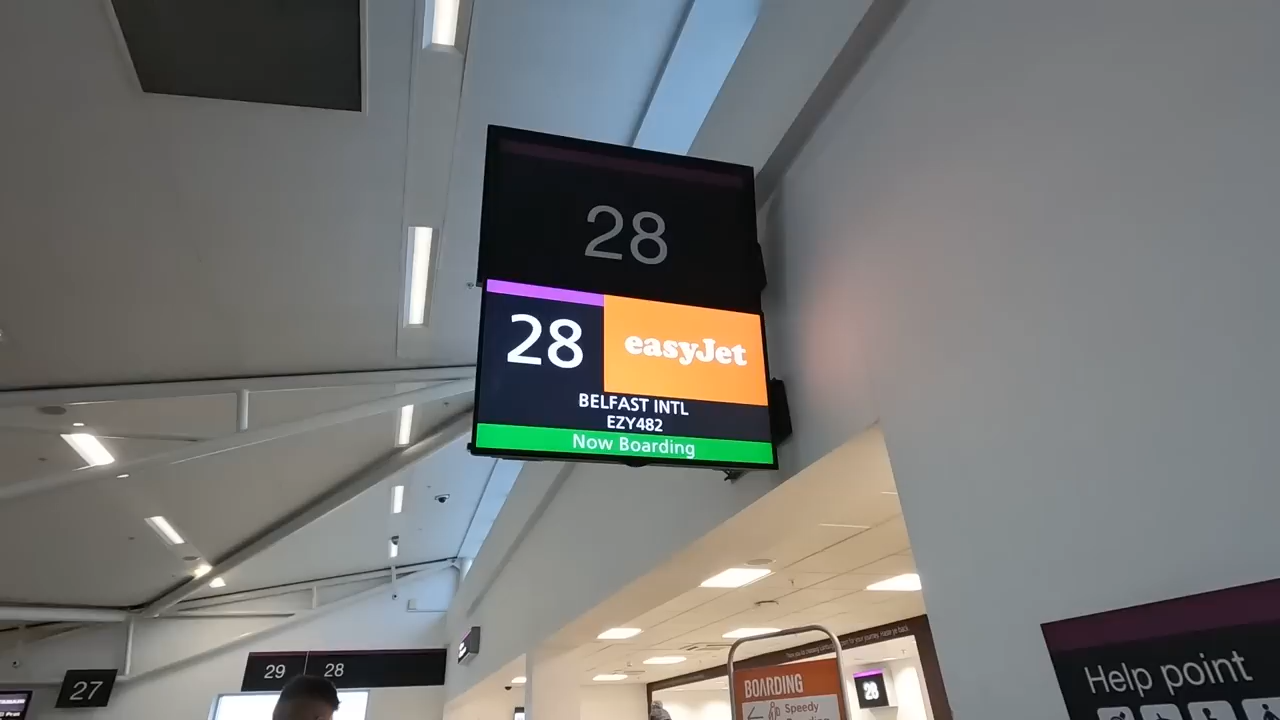 28
28
easyJet
BELFAST INTL
EZY482
Now Boarding
29 28
27
BOARDING
Speedy
28
Help point